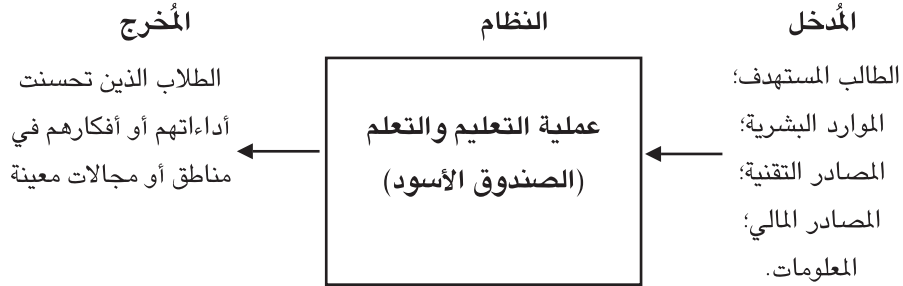 المُدخل
الطالب المستهدف؛
الموارد البشرية؛
المصادر التقنية؛
المصادر المالي؛
المعلومات.
النظام
عملية التعليم والتعلم
(الصندوق الأسود)
المُخرج
الطلاب الذين تحسنت
أداءاتهم أو أفكارهم في
مناطق أو مجالات معينة